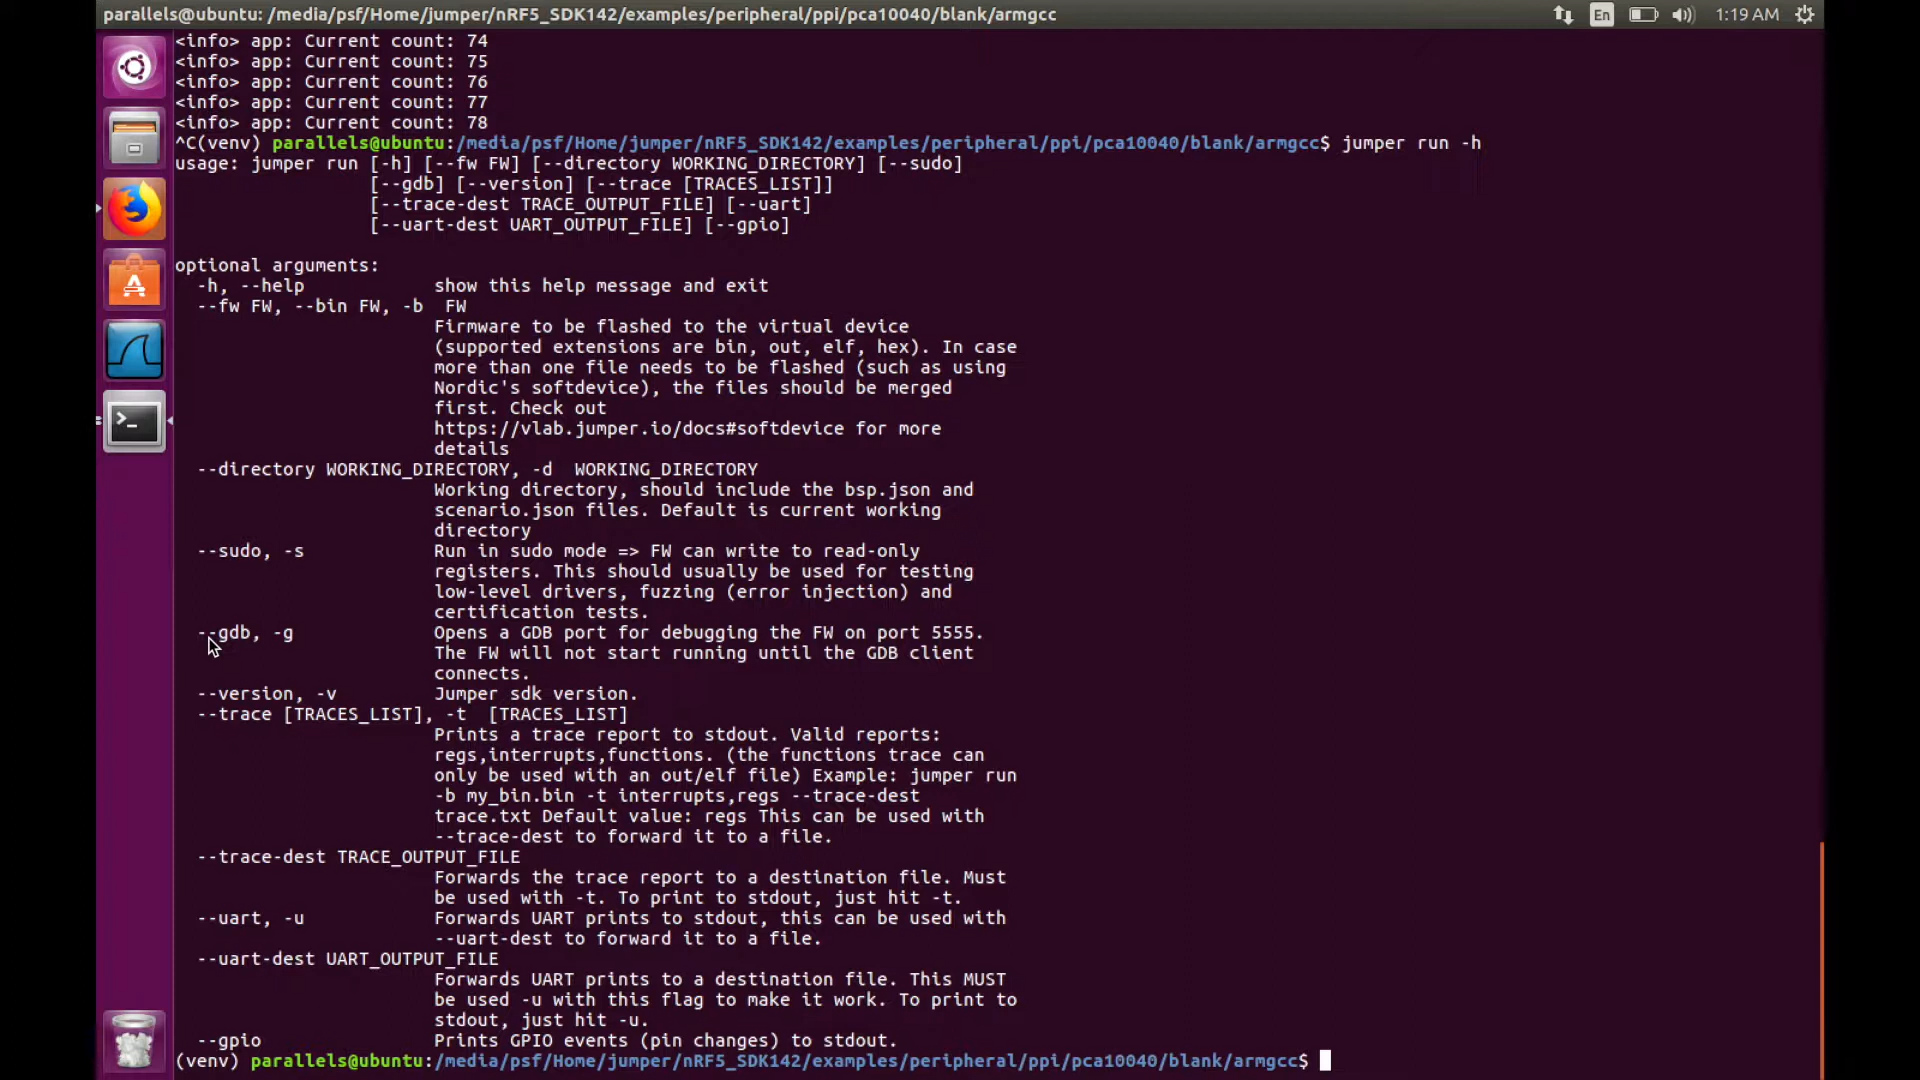 parallels@ubuntu: /media/psf/Home/jumper/nRF5_SDK142/examples/peripheral/ppi/pca10040/blank/armgcc
En
1:19 AM
<info> app: Current count: 74
<info> app: Current count: 75
<info> app: Current count: 76
<info> app: Current count: 77
<info> app: Current count: 78
^C(venv) parallels@ubuntu:/media/psf/Home/jumper/nRF5_SDK142/examples/peripheral/ppi/pca10040/blank/armgcc$ jumper run -h
usage: jumper run [-h] [--fw FW] [--directory WORKING_DIRECTORY] [--sudo]
[--gdb] [--version] [--trace [TRACES_LIST]]
[--trace-dest TRACE_OUTPUT_FILE] [--uart]
[--uart-dest UART_OUTPUT_FILE] [--gpio]
optional arguments:
-h, --help show this help message and exit
--fw FW, --bin FW, -b  FW
Firmware to be flashed to the virtual device
(supported extensions are bin, out, elf, hex). In case
more than one file needs to be flashed (such as using
Nordic's softdevice), the files should be merged
first. Check out
https://vlab.jumper.io/docs#softdevice for more
details
--directory WORKING_DIRECTORY, -d  WORKING_DIRECTORY
Working directory, should include the bsp.json and
scenario.json files. Default is current working
directory
--sudo, -s Run in sudo mode => FW can write to read-only
registers. This should usually be used for testing
low-level drivers, fuzzing (error injection) and
certification tests.
--gdb, -g Opens a GDB port for debugging the FW on port 5555.
The FW will not start running until the GDB client
connects.
--version, -v Jumper sdk version.
--trace [TRACES_LIST], -t  [TRACES_LIST]
Prints a trace report to stdout. Valid reports:
regs,interrupts,functions. (the functions trace can
only be used with an out/elf file) Example: jumper run
-b my_bin.bin -t interrupts,regs --trace-dest
trace.txt Default value: regs This can be used with
--trace-dest to forward it to a file.
--trace-dest TRACE_OUTPUT_FILE
Forwards the trace report to a destination file. Must
be used with -t. To print to stdout, just hit -t.
--uart, -u Forwards UART prints to stdout, this can be used with
--uart-dest to forward it to a file.
--uart-dest UART_OUTPUT_FILE
Forwards UART prints to a destination file. This MUST
be used -u with this flag to make it work. To print to
stdout, just hit -u.
--gpio Prints GPIO events (pin changes) to stdout.
(venv) parallels@ubuntu:/media/psf/Home/jumper/nRF5_SDK142/examples/peripheral/ppi/pca10040/blank/armgcc$